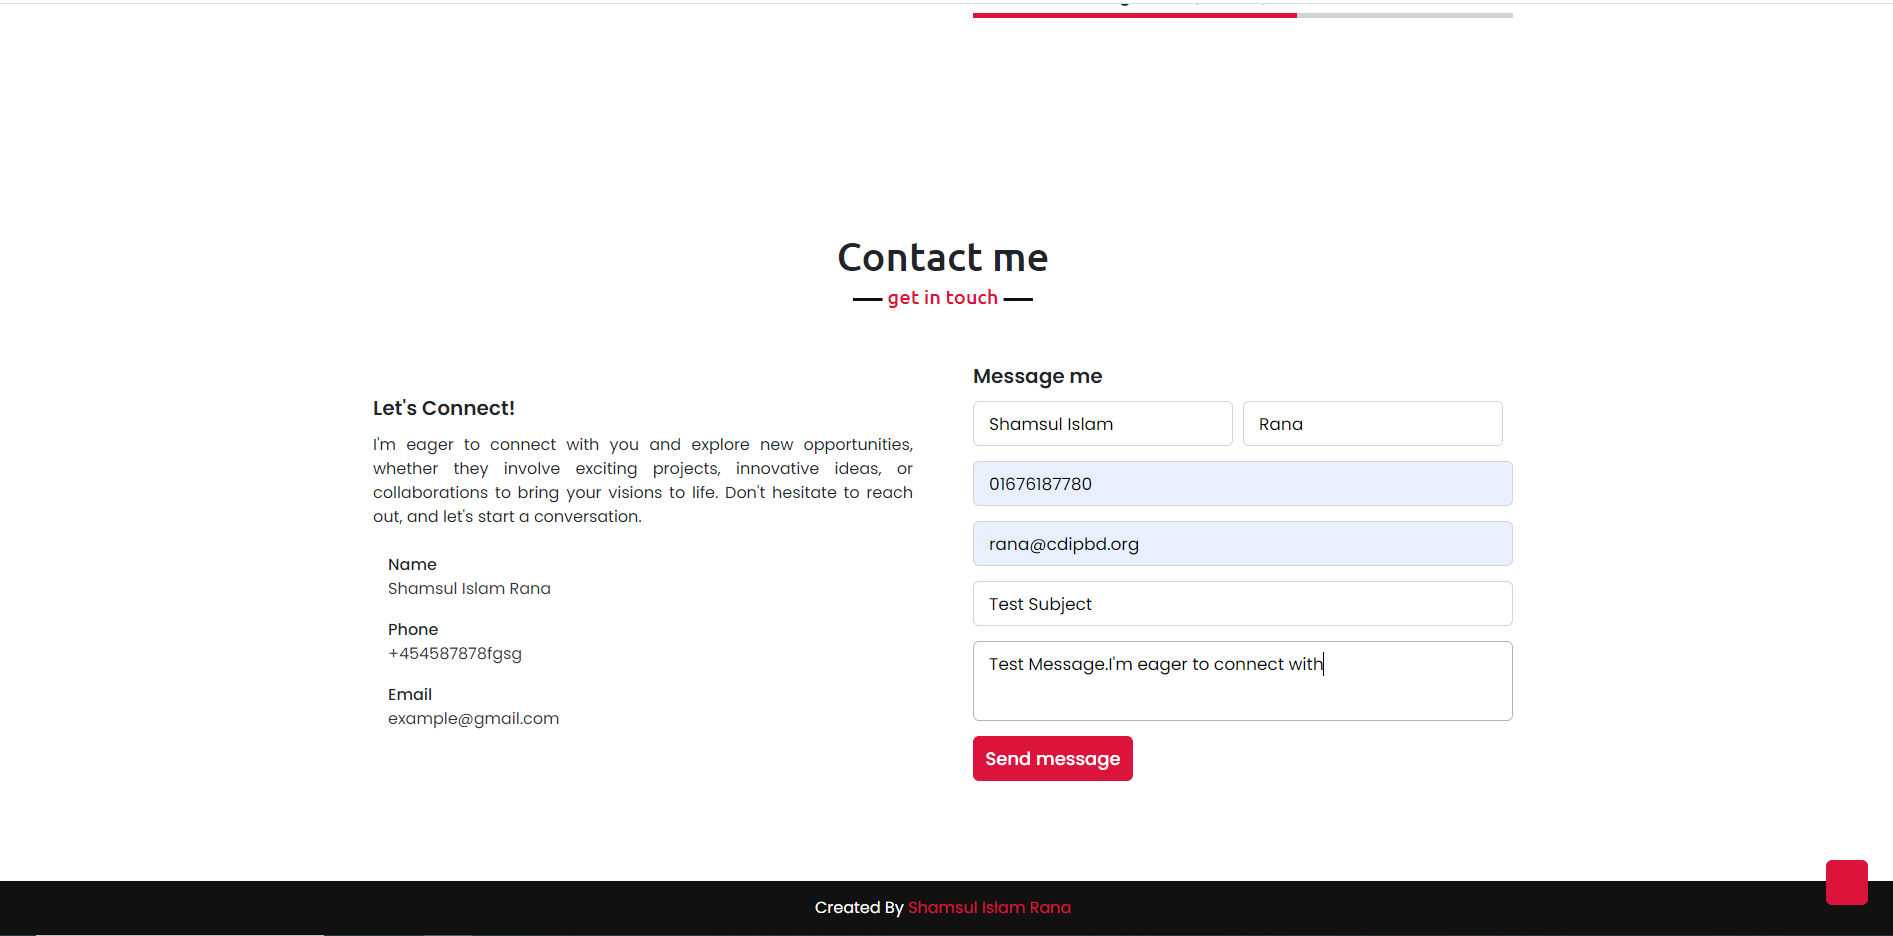 Contact me
get in touch
Let's Connect!
I'm eager to connect with you and explore new opportunities,
whether they involve exciting projects, innovative ideas, or
collaborations to bring your visions to life. Don't hesitate to reach
out, and let's start a conversation.
Name
Shamsul Islam Rana
Phone
+454587878fgsg
Email
example@gmail.com
Message me
Shamsul Islam
Rana
01676187780
rana@cdipbd.org
Test Subject
Test Message.I'm eager to connect with
Send message
Created By Shamsul Islam Rana